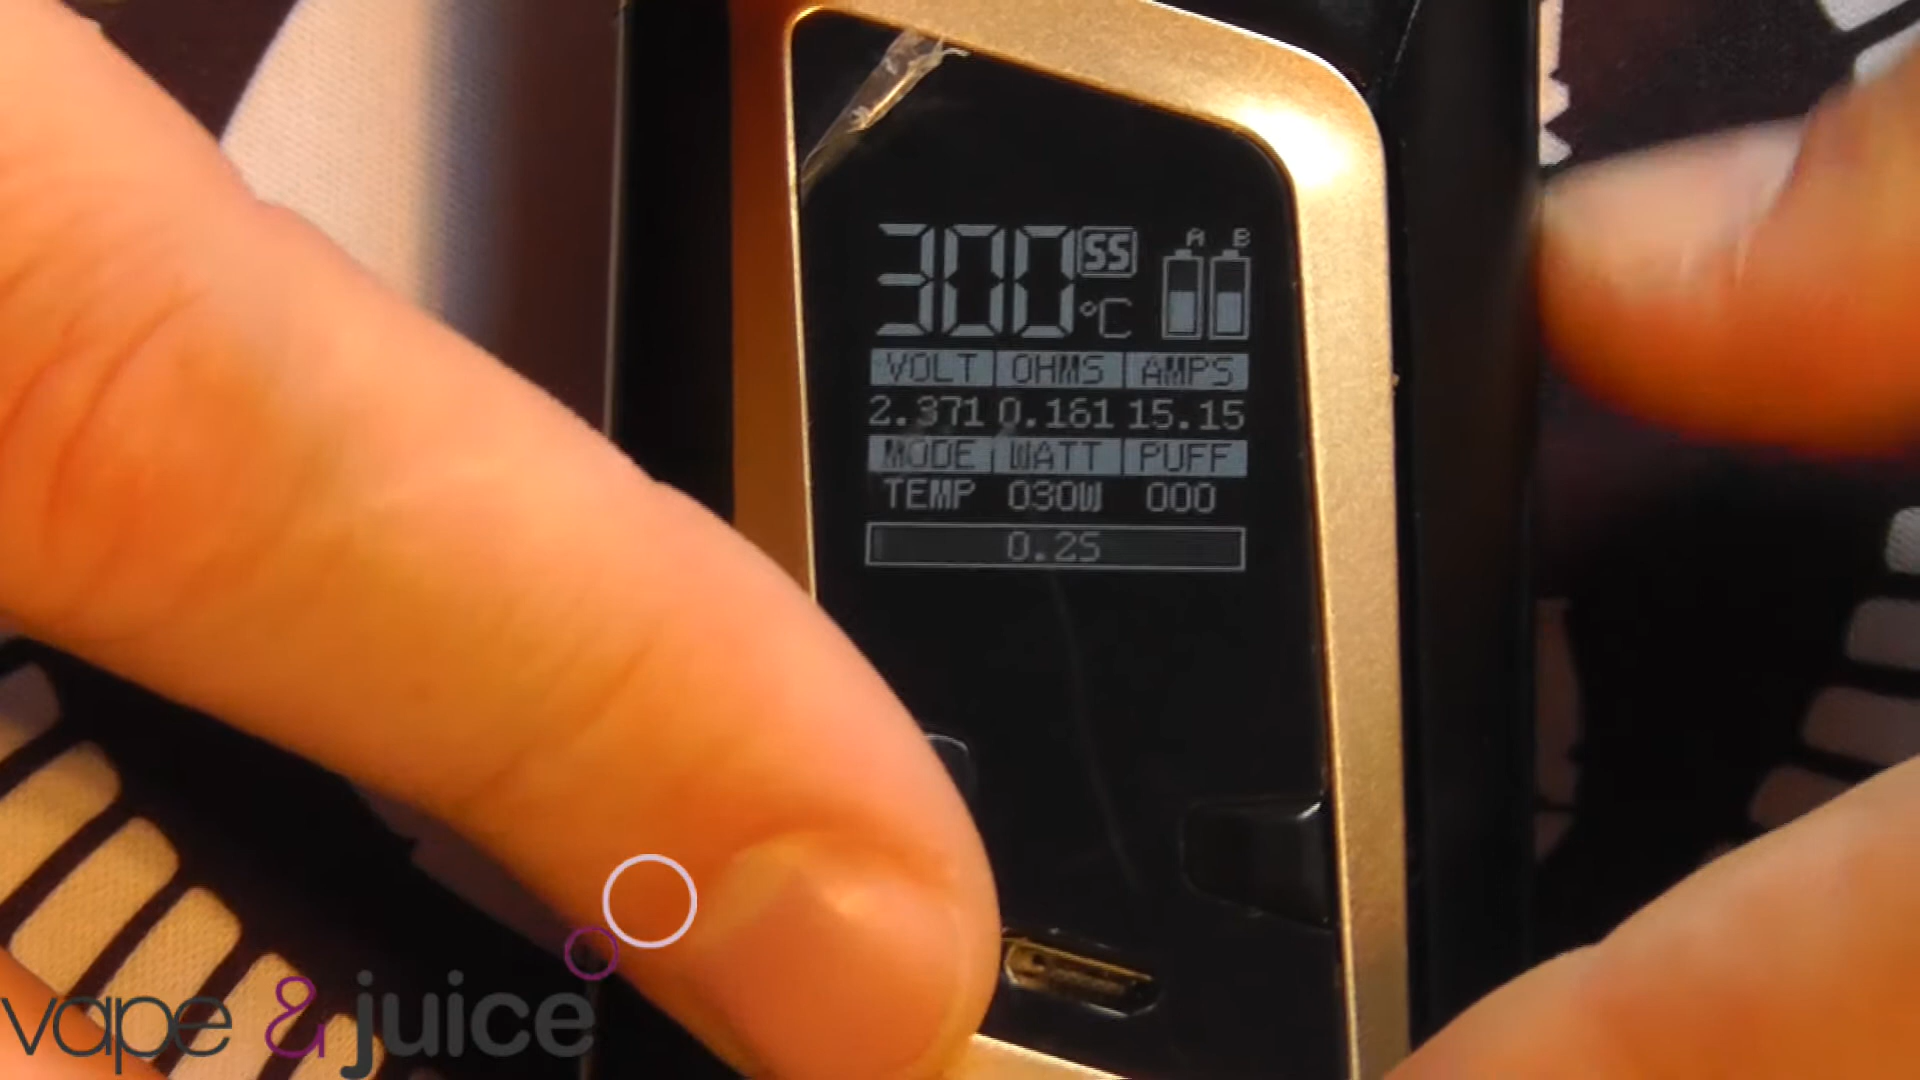 300 SS °C A B
VOLT OHMS AMPS
2.371 0.161 15.15
MODE WATT PUFF
TEMP 030W 000
0.2S
vape & juice